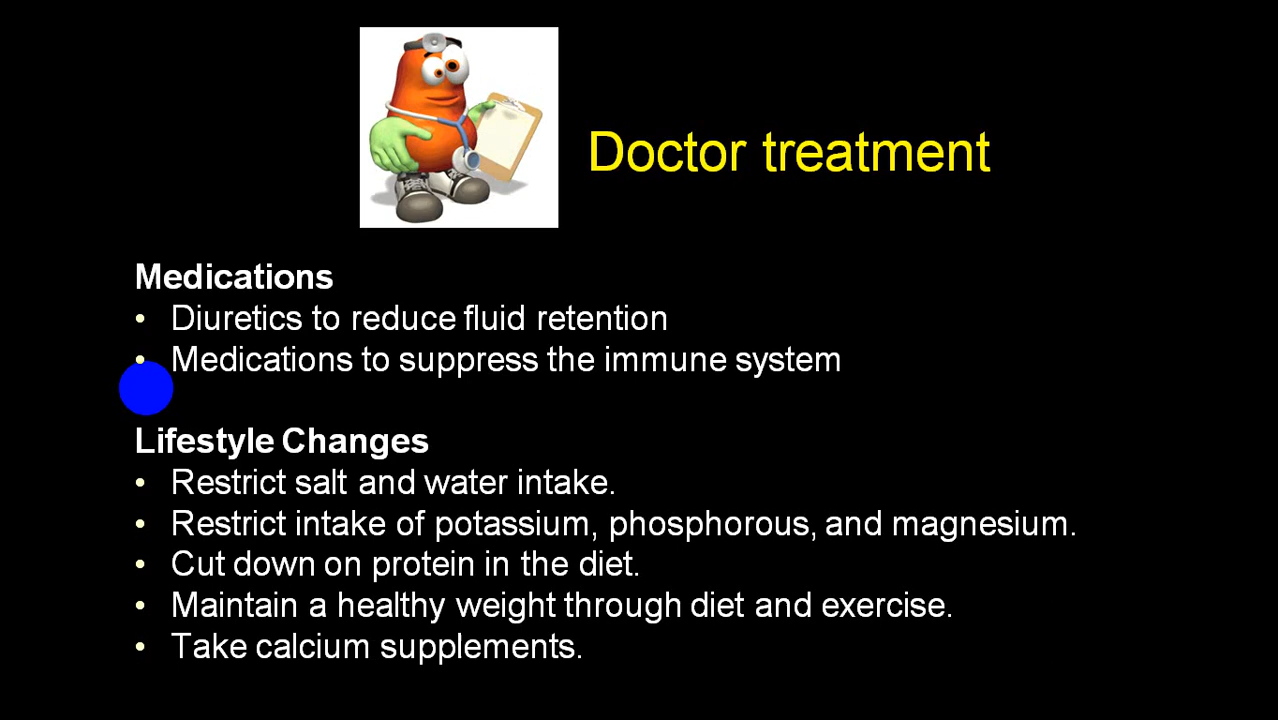 Doctor treatment
Medications
• Diuretics to reduce fluid retention
• Medications to suppress the immune system
Lifestyle Changes
• Restrict salt and water intake.
• Restrict intake of potassium, phosphorous, and magnesium.
• Cut down on protein in the diet.
• Maintain a healthy weight through diet and exercise.
• Take calcium supplements.